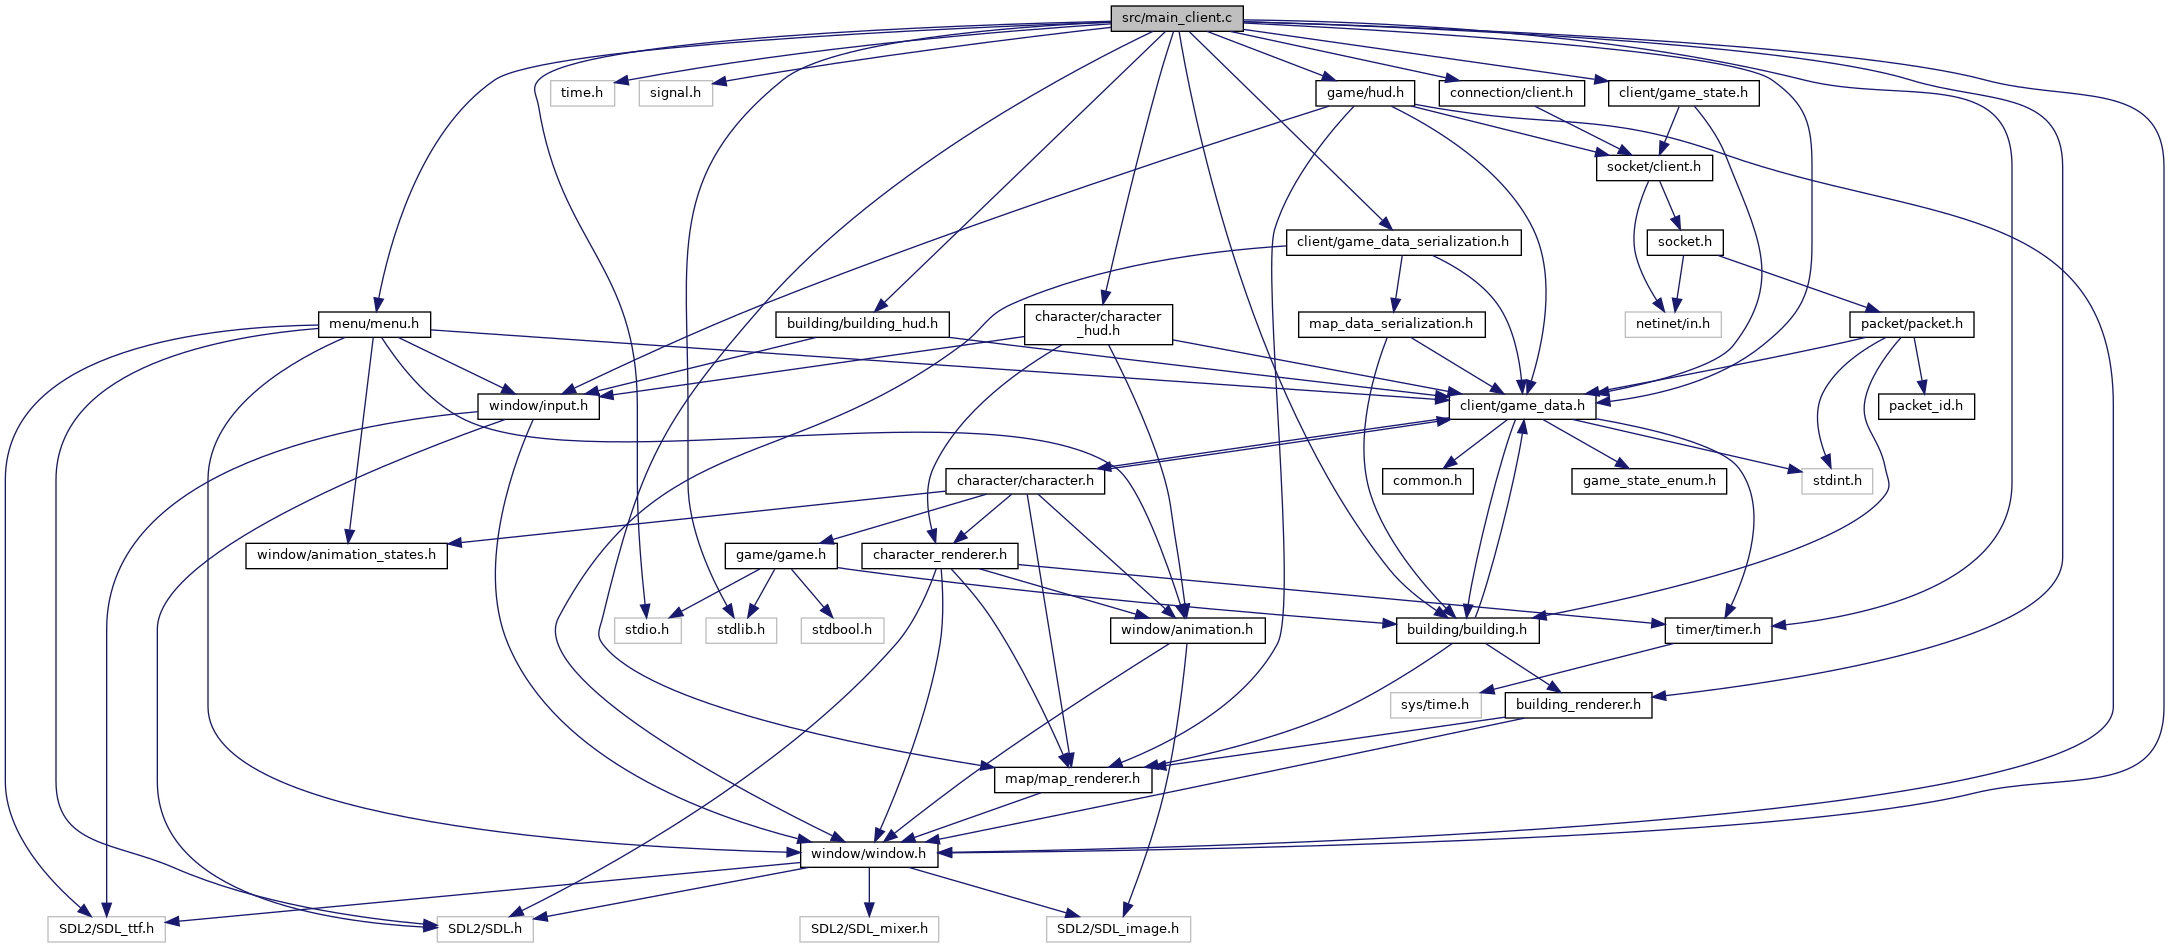 src/main_client.c
time.h
signal.h
game/hud.h
connection/client.h
client/game_state.h
socket/client.h
client/game_data_serialization.h
socket.h
menu/menu.h
building/building_hud.h
character/character
_hud.h
map_data_serialization.h
netinet/in.h
packet/packet.h
window/input.h
client/game_data.h
packet_id.h
character/character.h
common.h
game_state_enum.h
stdint.h
window/animation_states.h
game/game.h
character_renderer.h
stdio.h
stdlib.h
stdbool.h
window/animation.h
building/building.h
timer/timer.h
sys/time.h
building_renderer.h
map/map_renderer.h
window/window.h
SDL2/SDL_ttf.h
SDL2/SDL.h
SDL2/SDL_mixer.h
SDL2/SDL_image.h